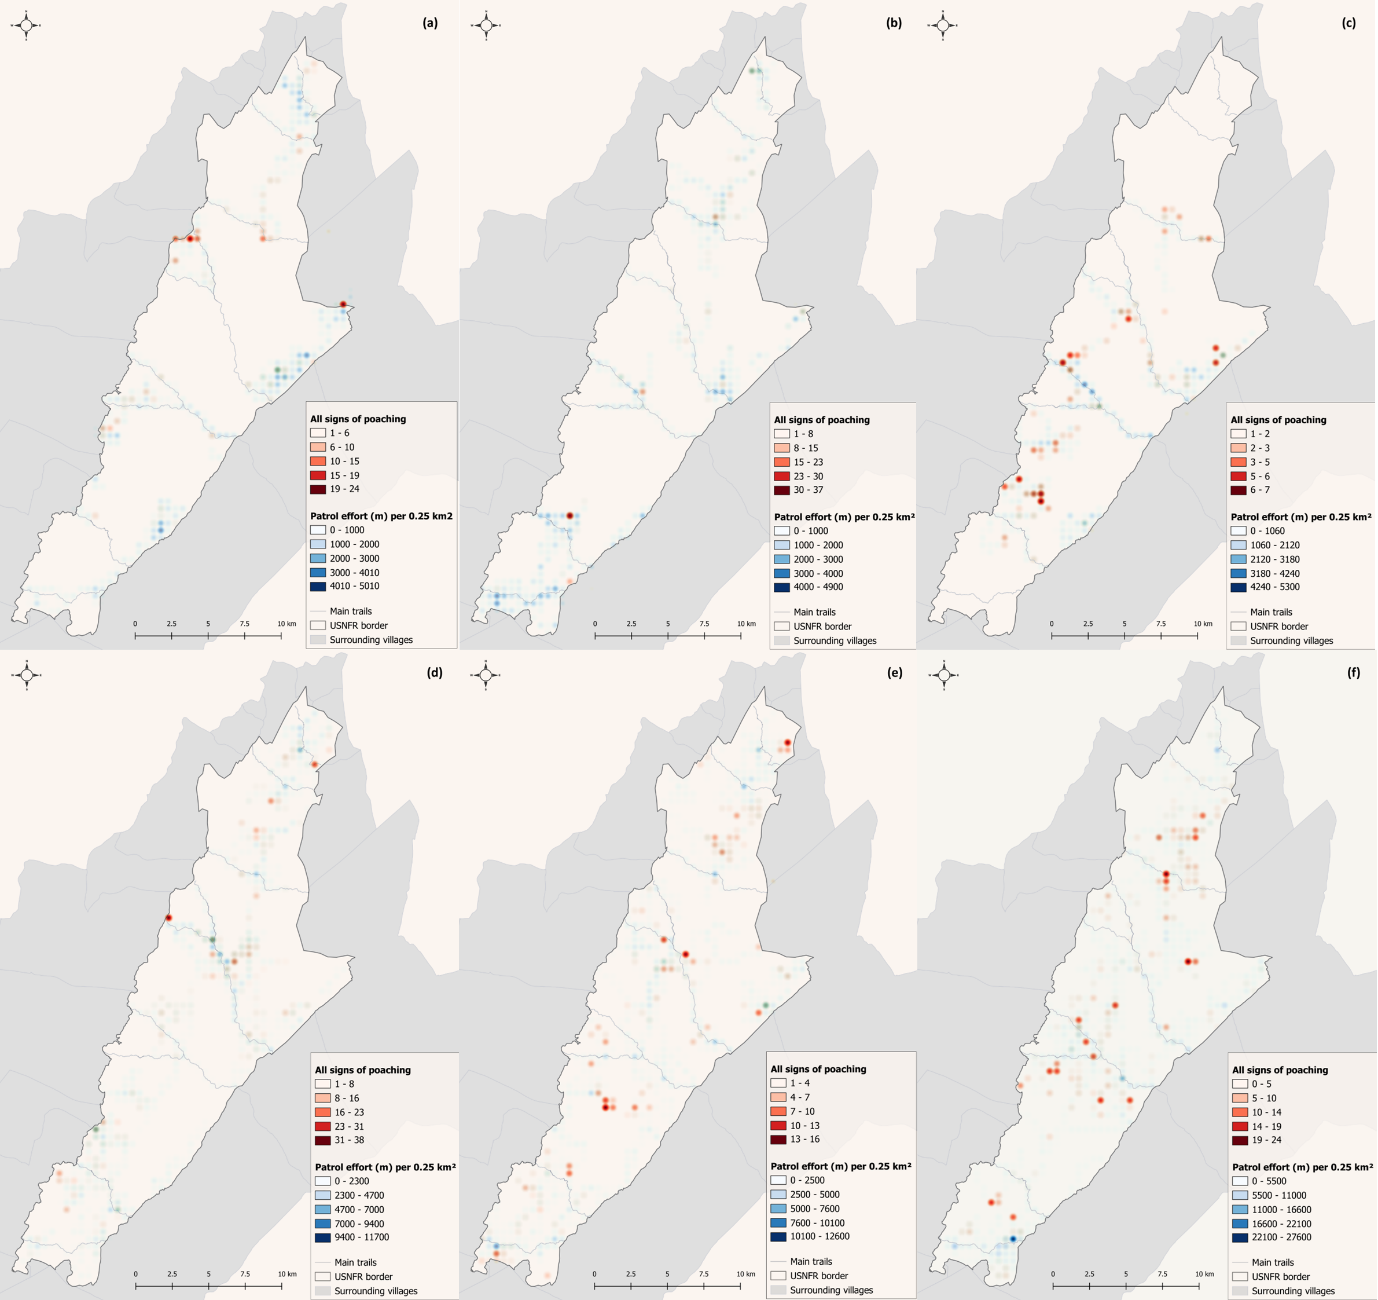 (a)
All signs of poaching
1 - 6
6 - 10
10 - 15
15 - 19
19 - 24
Patrol effort (m) per 0.25 km2
0 - 1000
1000 - 2000
2000 - 3000
3000 - 4010
4010 - 5010
Main trails
USNFR border
Surrounding villages
0 2.5 5 7.5 10 km
(b)
All signs of poaching
1 - 8
8 - 15
15 - 23
23 - 30
30 - 37
Patrol effort (m) per 0.25 km²
0 - 1000
1000 - 2000
2000 - 3000
3000 - 4000
4000 - 4900
Main trails
USNFR border
Surrounding villages
0 2.5 5 7.5 10 km
(c)
All signs of poaching
1 - 2
2 - 3
3 - 5
5 - 6
6 - 7
Patrol effort (m) per 0.25 km²
0 - 1060
1060 - 2120
2120 - 3180
3180 - 4240
4240 - 5300
Main trails
USNFR border
Surrounding villages
0 2.5 5 7.5 10 km
(d)
All signs of poaching
1 - 8
8 - 16
16 - 23
23 - 31
31 - 38
Patrol effort (m) per 0.25 km²
0 - 2300
2300 - 4700
4700 - 7000
7000 - 9400
9400 - 11700
Main trails
USNFR border
Surrounding villages
0 2.5 5 7.5 10 km
(e)
All signs of poaching
1 - 4
4 - 7
7 - 10
10 - 13
13 - 16
Patrol effort (m) per 0.25 km²
0 - 2500
2500 - 5000
5000 - 7600
7600 - 10100
10100 - 12600
Main trails
USNFR border
Surrounding villages
0 2.5 5 7.5 10 km
(f)
All signs of poaching
0 - 5
5 - 10
10 - 14
14 - 19
19 - 24
Patrol effort (m) per 0.25 km²
0 - 5500
5500 - 11000
11000 - 16600
16600 - 22100
22100 - 27600
Main trails
USNFR border
Surrounding villages
0 2.5 5 7.5 10 km